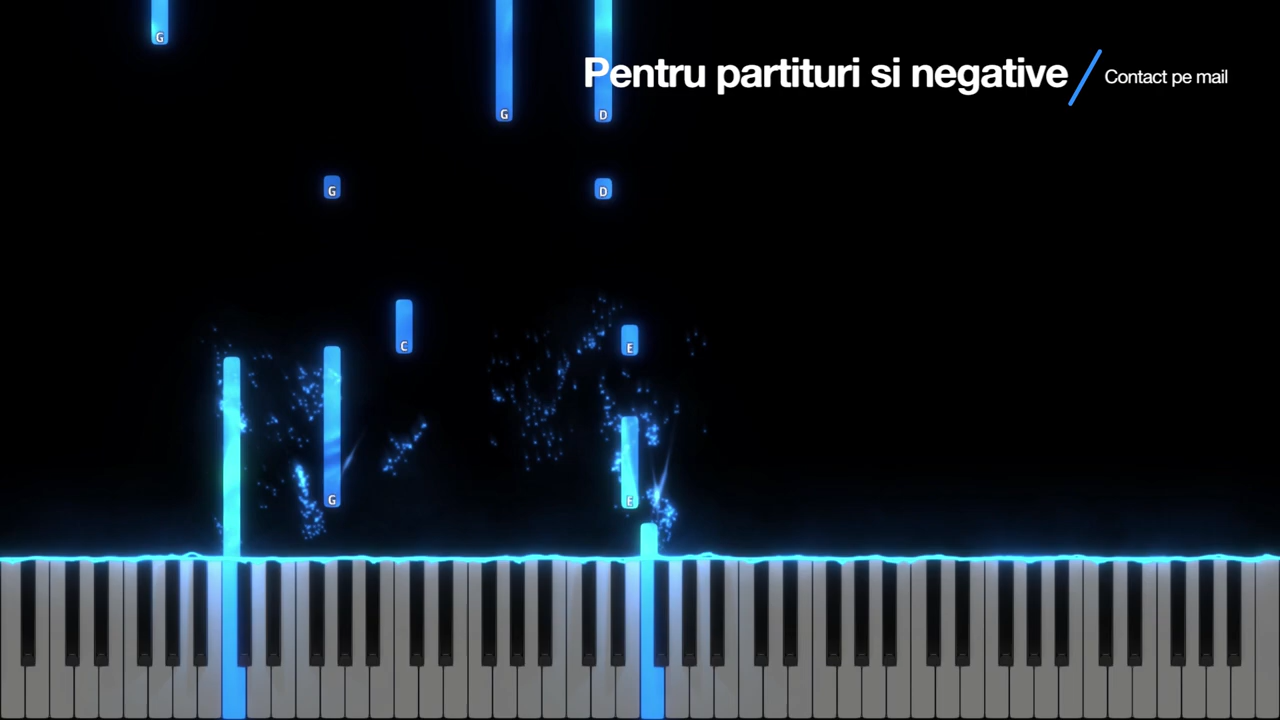 G
Pentru partituri si negative / Contact pe mail
G D
G D
C E
G E